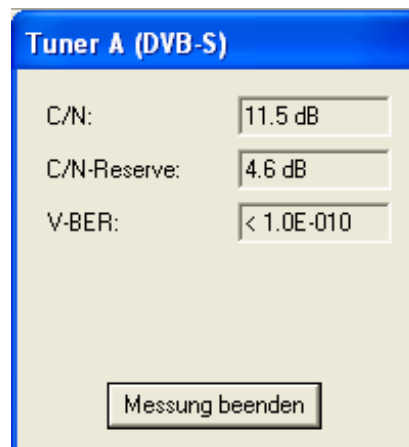 Tuner A (DVB-S)
C/N: 11.5 dB
C/N-Reserve: 4.6 dB
V-BER: < 1.0E-010
Messung beenden